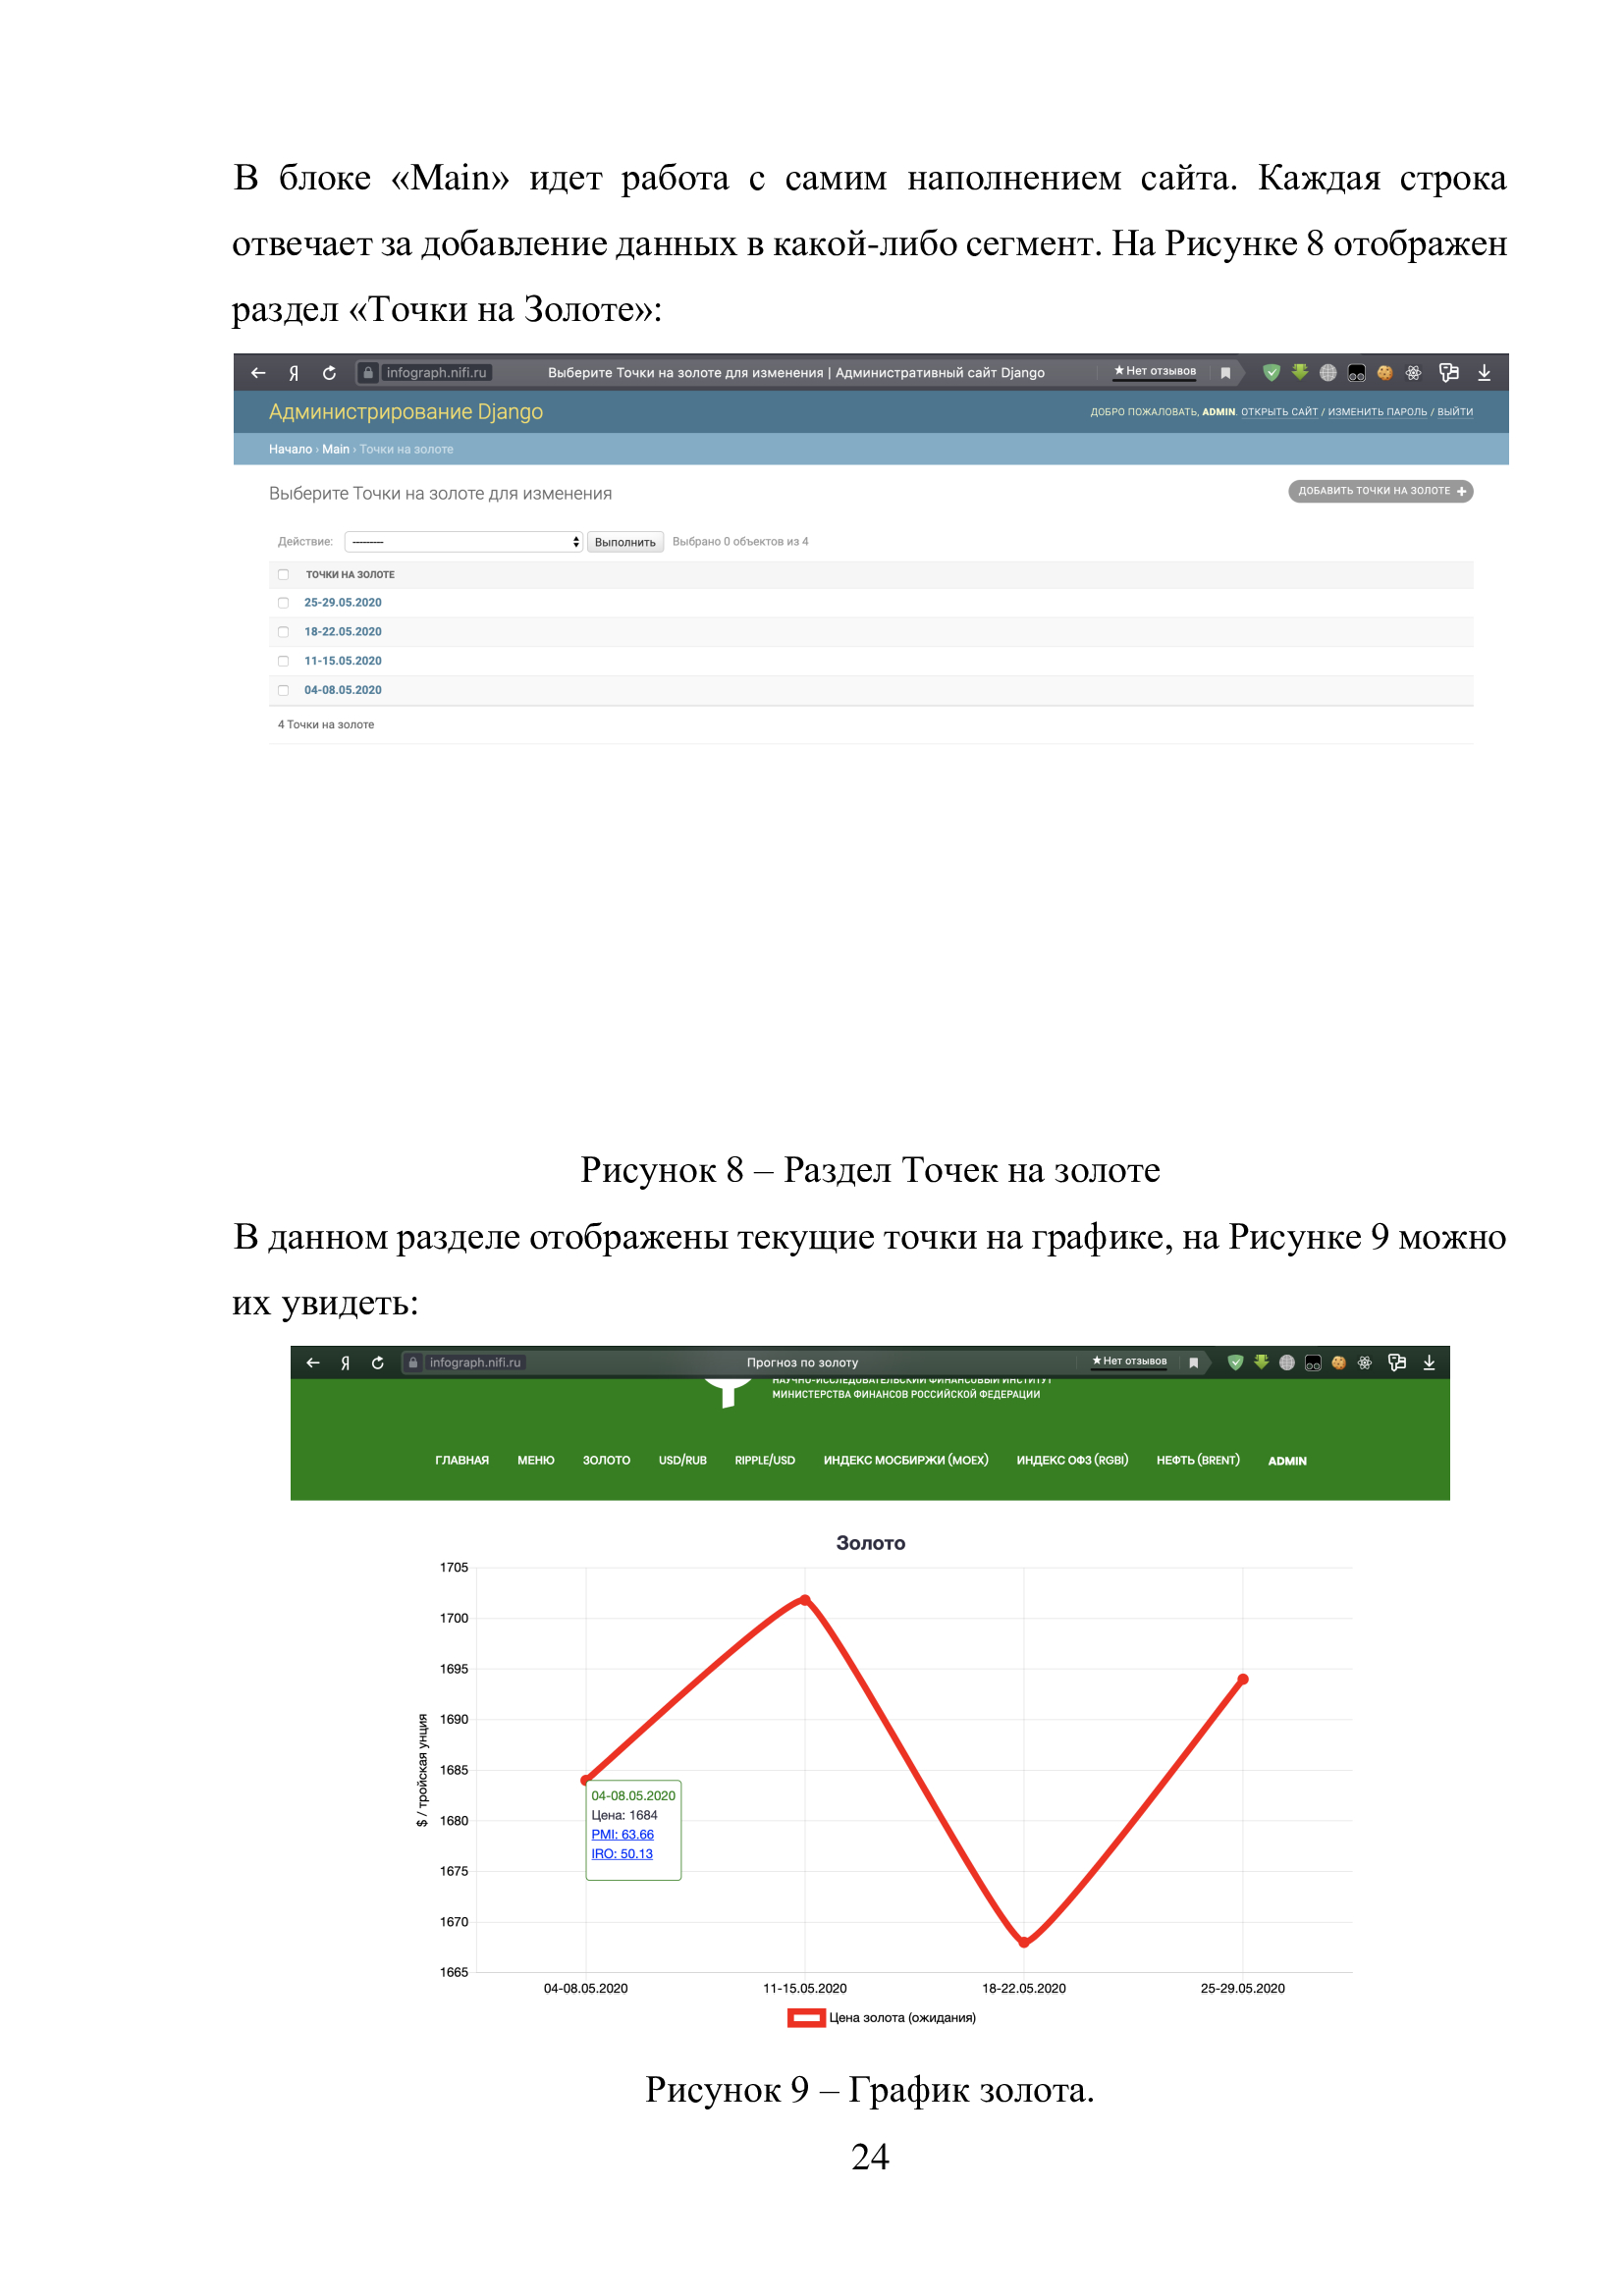 В блоке «Main» идет работа с самим наполнением сайта. Каждая строка
отвечает за добавление данных в какой-либо сегмент. На Рисунке 8 отображен
раздел «Точки на Золоте»:
Я infograph.nifi.ru Выберите Точки на золоте для изменения | Административный сайт Django ★ Нет отзывов
Администрирование Django ДОБРО ПОЖАЛОВАТЬ, ADMIN. ОТКРЫТЬ САЙТ / ИЗМЕНИТЬ ПАРОЛЬ / ВЫЙТИ
Начало › Main › Точки на золоте
Выберите Точки на золоте для изменения ДОБАВИТЬ ТОЧКИ НА ЗОЛОТЕ +
Действие: --------- Выполнить Выбрано 0 объектов из 4
ТОЧКИ НА ЗОЛОТЕ
25-29.05.2020
18-22.05.2020
11-15.05.2020
04-08.05.2020
4 Точки на золоте
Рисунок 8 – Раздел Точек на золоте
В данном разделе отображены текущие точки на графике, на Рисунке 9 можно
их увидеть:
Я infograph.nifi.ru Прогноз по золоту ★ Нет отзывов
НАУЧНО-ИССЛЕДОВАТЕЛЬСКИЙ ФИНАНСОВЫЙ ИНСТИТУТ
МИНИСТЕРСТВА ФИНАНСОВ РОССИЙСКОЙ ФЕДЕРАЦИИ
ГЛАВНАЯ МЕНЮ ЗОЛОТО USD/RUB RIPPLE/USD ИНДЕКС МОСБИРЖИ (MOEX) ИНДЕКС ОФЗ (RGBI) НЕФТЬ (BRENT) ADMIN
Золото
1705
1700
1695
1690
1685
1680
1675
1670
1665
$ / тройская унция
04-08.05.2020
Цена: 1684
PMI: 63.66
IRO: 50.13
04-08.05.2020 11-15.05.2020 18-22.05.2020 25-29.05.2020
Цена золота (ожидания)
Рисунок 9 – График золота.
24